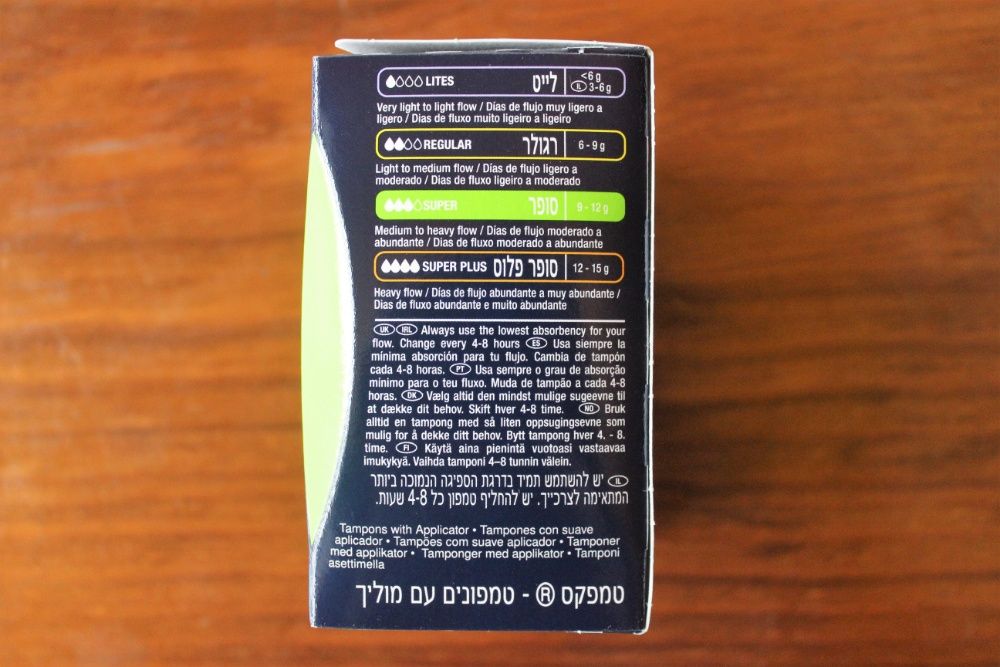 LITES לייט <6 g
IL 3-6 g
Very light to light flow / Días de flujo muy ligero a
ligero / Dias de fluxo muito ligeiro a ligeiro
REGULAR רגולר 6 - 9 g
Light to medium flow / Días de flujo ligero a
moderado / Dias de fluxo ligeiro a moderado
SUPER סופר 9 - 12 g
Medium to heavy flow / Días de flujo moderado a
abundante / Dias de fluxo moderado a abundante
SUPER PLUS סופר פלוס 12 - 15 g
Heavy flow / Días de flujo abundante a muy abundante /
Dias de fluxo abundante e muito abundante
UK IRL Always use the lowest absorbency for your
flow. Change every 4-8 hours ES Usa siempre la
mínima absorción para tu flujo. Cambia de tampón
cada 4-8 horas. PT Usa sempre o grau de absorção
mínimo para o teu fluxo. Muda de tampão a cada 4-8
horas. DK Vælg altid den mindst mulige sugeevne til
at dække dit behov. Skift hver 4-8 time. NO Bruk
alltid en tampong med så liten oppsugingsevne som
mulig for å dekke ditt behov. Bytt tampong hver 4. - 8.
time. FI Käytä aina pienintä vuotoasi vastaavaa
imukykyä. Vaihda tamponi 4–8 tunnin välein.
IL יש להשתמש תמיד בדרגת הספיגה הנמוכה ביותר
המתאימה לצרכייך. יש להחליף טמפון כל 4-8 שעות.
Tampons with Applicator • Tampones con suave
aplicador • Tampões com suave aplicador • Tamponer
med applikator • Tamponger med applikator • Tamponi
asettimella
טמפקס ® - טמפונים עם מוליך